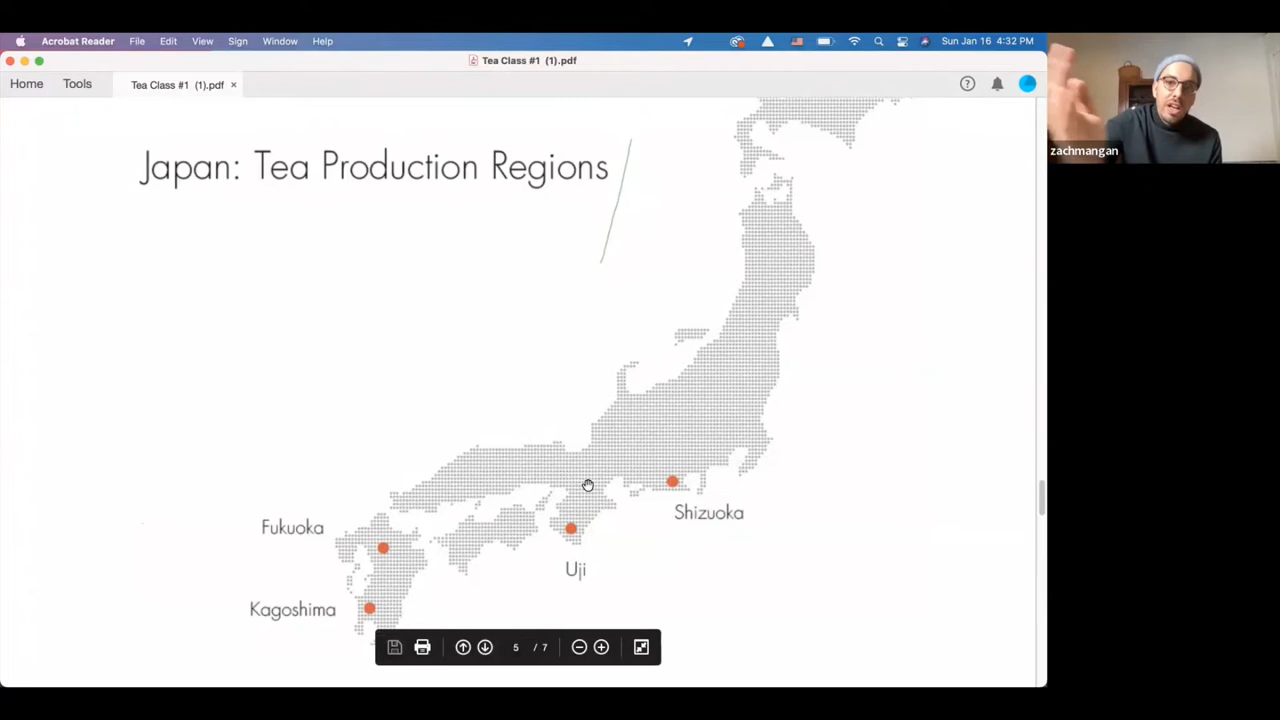 Acrobat Reader File Edit View Sign Window Help Sun Jan 16 4:32 PM
Tea Class #1 (1).pdf
Home Tools Tea Class #1 (1).pdf
zachmangan
Japan: Tea Production Regions
Shizuoka
Fukuoka
Uji
Kagoshima
5 / 7